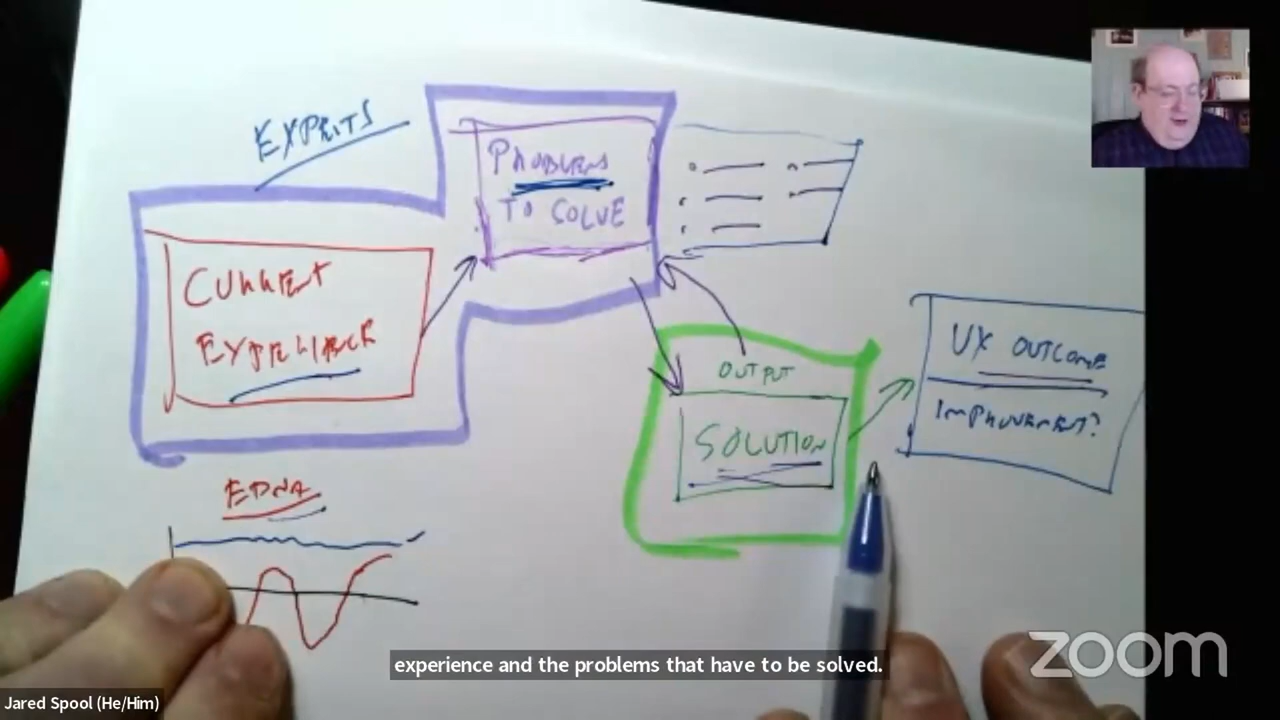 EXPRTS
PROBLEMS
TO SOLVE
CURRENT
EXPERIENCE
OUTPUT
SOLUTION
UX OUTCOME
IMPROVEMENT?
EDNA
experience and the problems that have to be solved.
zoom
Jared Spool (He/Him)